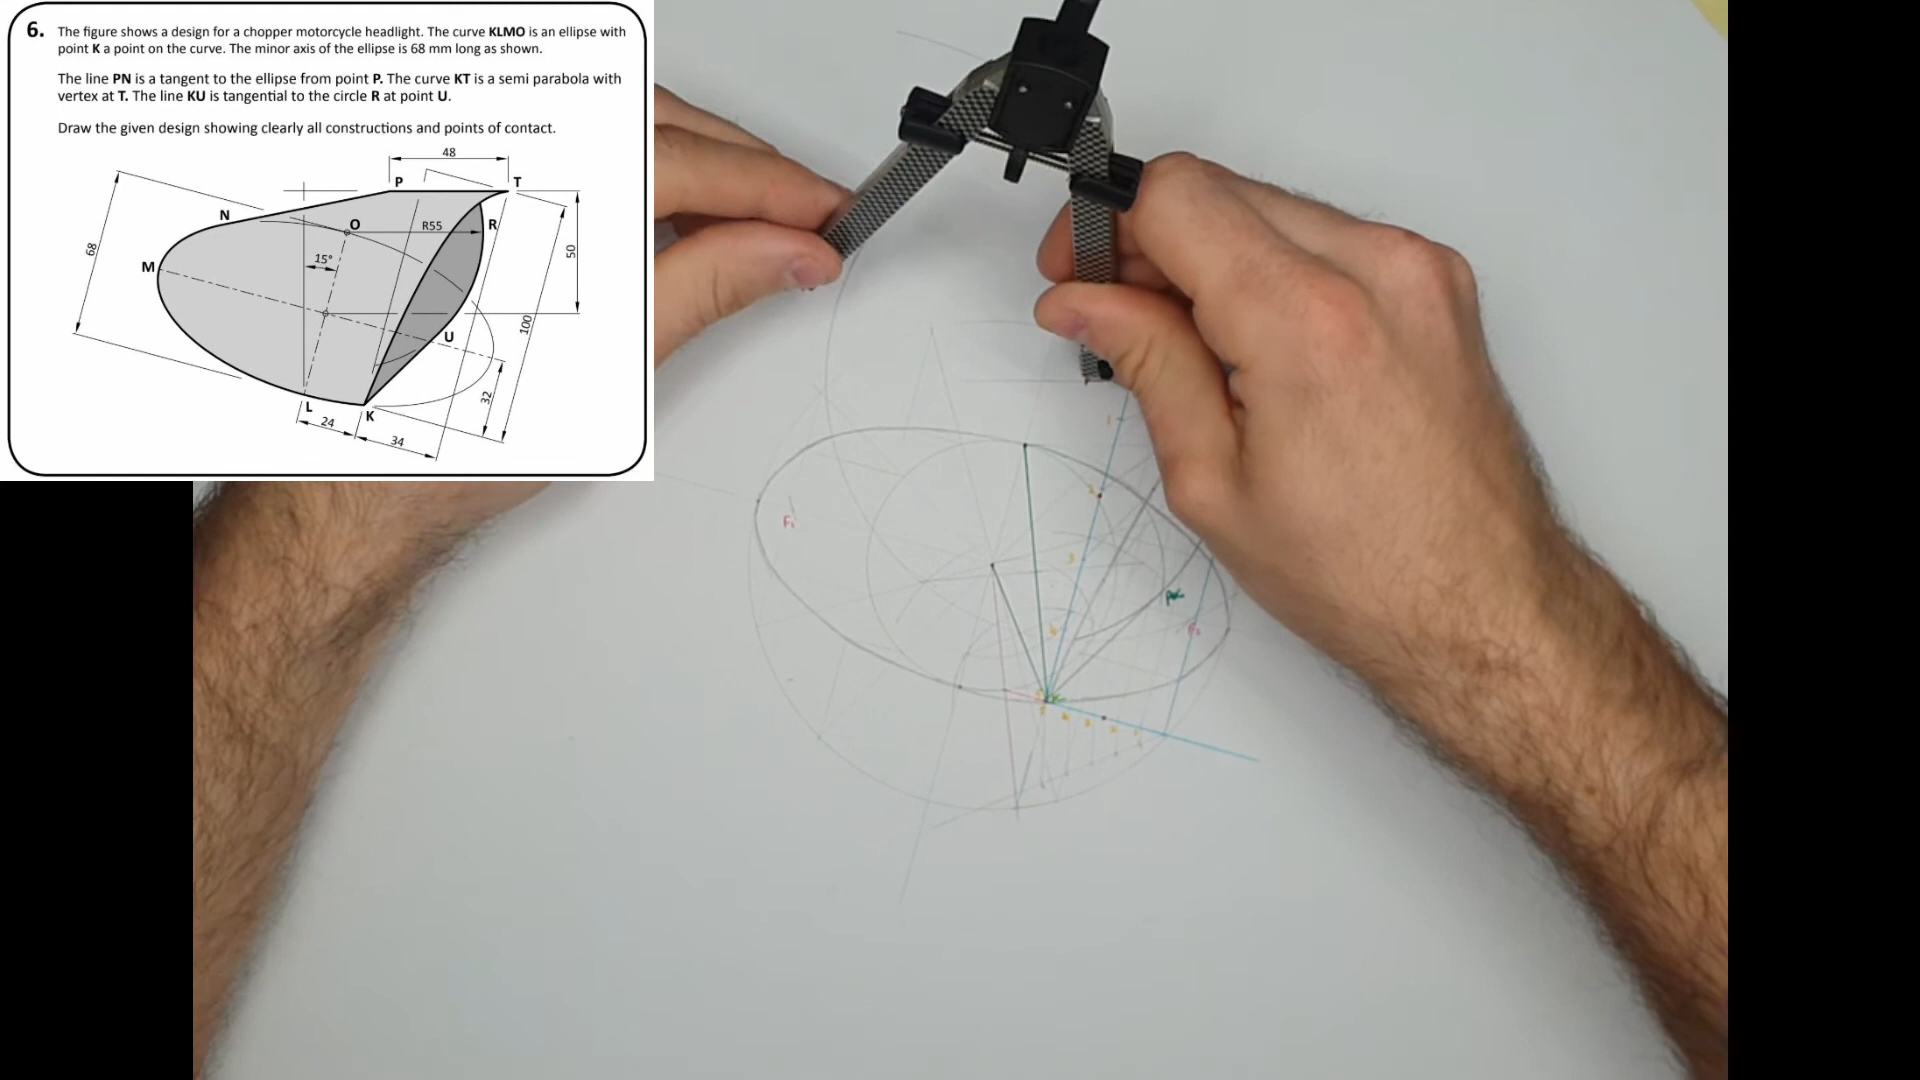 6. The figure shows a design for a chopper motorcycle headlight. The curve KLMO is an ellipse with
point K a point on the curve. The minor axis of the ellipse is 68 mm long as shown.
The line PN is a tangent to the ellipse from point P. The curve KT is a semi parabola with
vertex at T. The line KU is tangential to the circle R at point U.
Draw the given design showing clearly all constructions and points of contact.
48
P
T
N
O
R55
R
68
50
15°
M
U
100
32
L
K
24
34
1
2
F1
3
4
F2